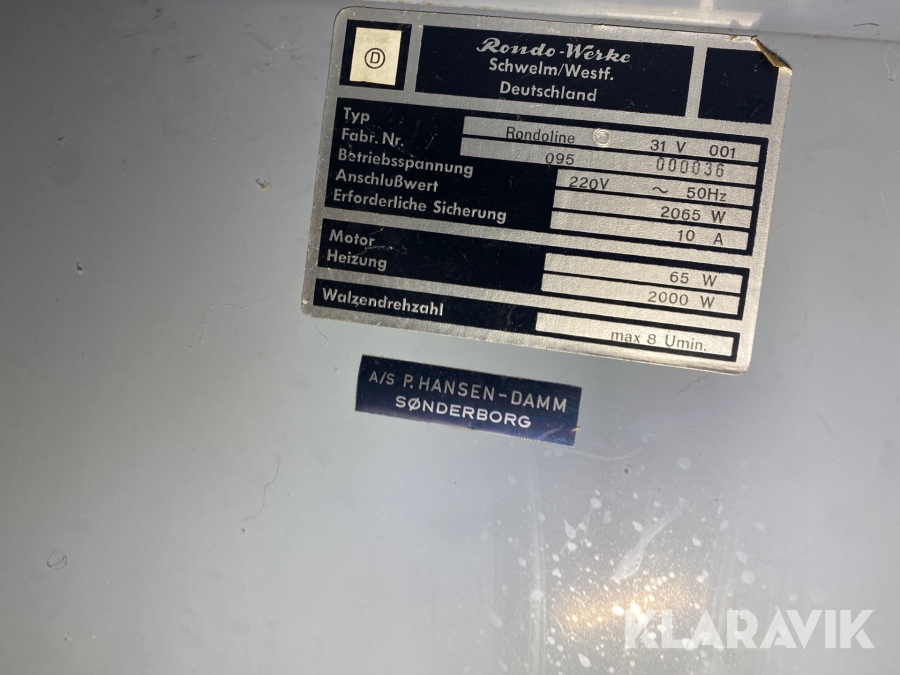 D
Rondo-Werke
Schwelm/Westf.
Deutschland
Typ Rondoline 31 V 001
Fabr. Nr. 095 000036
Betriebsspannung 220V ~ 50Hz
Anschlußwert 2065 W
Erforderliche Sicherung 10 A
Motor 65 W
Heizung 2000 W
Walzendrehzahl max 8 Umin.
A/S P. HANSEN-DAMM
SØNDERBORG
KLARAVIK